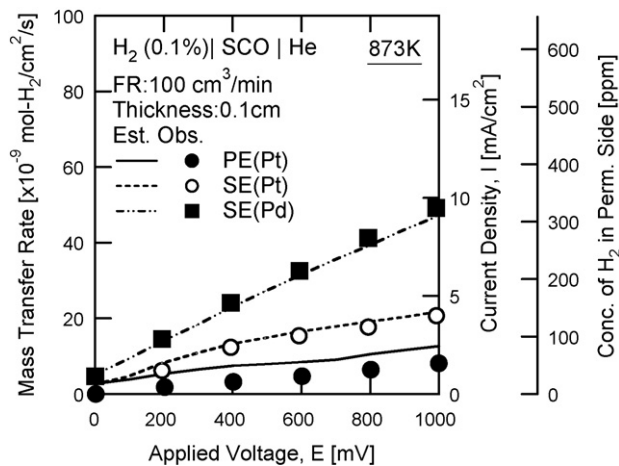 H₂ (0.1%)| SCO | He
873K
FR:100 cm³/min
Thickness:0.1cm
Est. Obs.
PE(Pt)
SE(Pt)
SE(Pd)
Mass Transfer Rate [x10⁻⁹ mol-H₂/cm²/s]
100
80
60
40
20
0
0 200 400 600 800 1000
Applied Voltage, E [mV]
Current Density, I [mA/cm²]
15
10
5
0
Conc. of H₂ in Perm. Side [ppm]
600
500
400
300
200
100
0